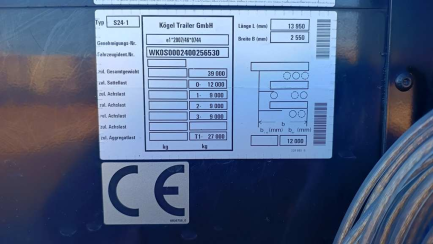 Typ S24-1 Kögel Trailer GmbH Länge L (mm) 13 950
Breite B (mm) 2 550
Genehmigungs-Nr. e1*2007/46*0744
Fahrzeugident.Nr. WK0S0002400256530
zul. Gesamtgewicht 39 000
zul. Sattellast 0- 12 000
zul. Achslast 1- 9 000
zul. Achslast 2- 9 000
zul. Achslast 3- 9 000
zul. Achslast
zul. Aggregatlast T1- 27 000
kg kg
b
b (mm) b (mm)
12 000
CE